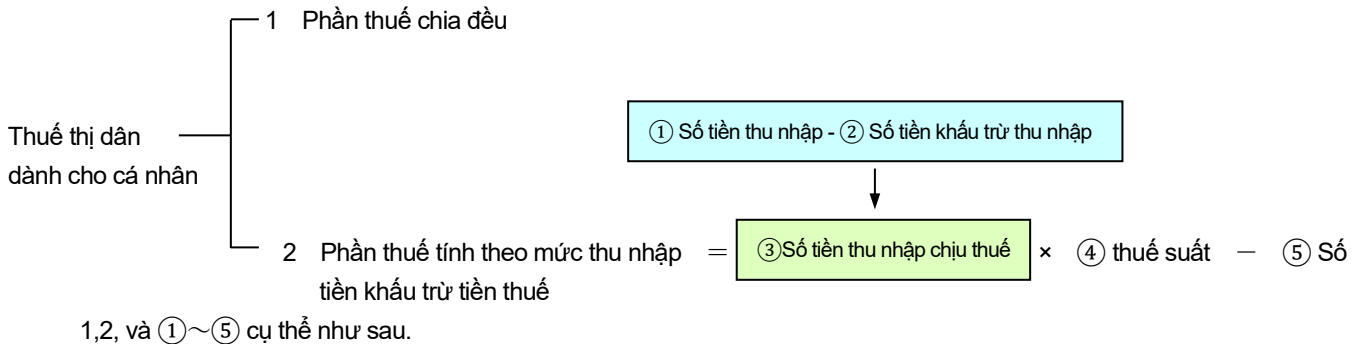 1 Phần thuế chia đều
① Số tiền thu nhập - ② Số tiền khấu trừ thu nhập
Thuế thị dân
dành cho cá nhân
2 Phần thuế tính theo mức thu nhập = ③Số tiền thu nhập chịu thuế × ④ thuế suất － ⑤ Số
tiền khấu trừ tiền thuế
1,2, và ①～⑤ cụ thể như sau.